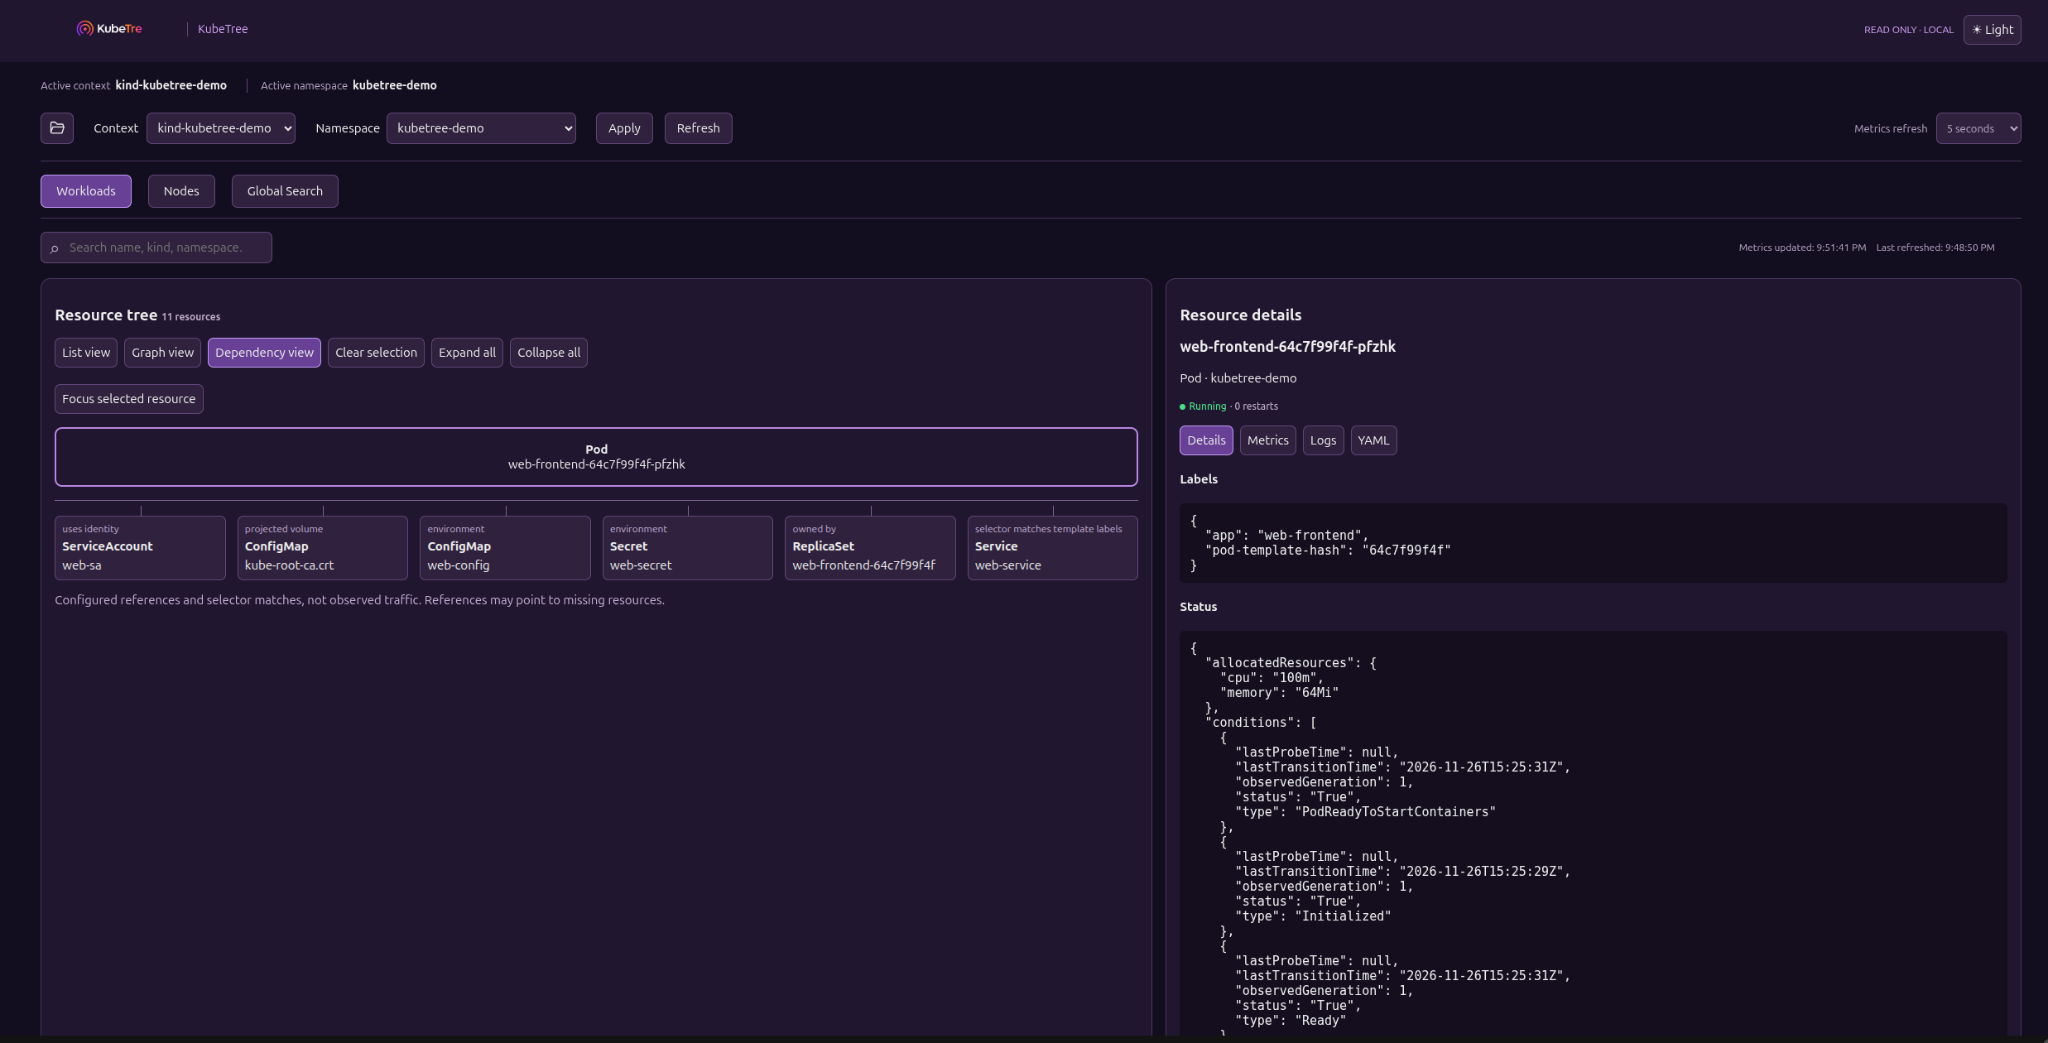 KubeTre
KubeTree
READ ONLY · LOCAL
☀ Light
Active context kind-kubetree-demo
Active namespace kubetree-demo
Context
kind-kubetree-demo
Namespace
kubetree-demo
Apply
Refresh
Metrics refresh
5 seconds
Workloads
Nodes
Global Search
Search name, kind, namespace.
Metrics updated: 9:51:41 PM
Last refreshed: 9:48:50 PM
Resource tree 11 resources
List view
Graph view
Dependency view
Clear selection
Expand all
Collapse all
Focus selected resource
Pod
web-frontend-64c7f99f4f-pfzhk
uses identity
ServiceAccount
web-sa
projected volume
ConfigMap
kube-root-ca.crt
environment
ConfigMap
web-config
environment
Secret
web-secret
owned by
ReplicaSet
web-frontend-64c7f99f4f
selector matches template labels
Service
web-service
Configured references and selector matches, not observed traffic. References may point to missing resources.
Resource details
web-frontend-64c7f99f4f-pfzhk
Pod · kubetree-demo
Running · 0 restarts
Details
Metrics
Logs
YAML
Labels
{
"app": "web-frontend",
"pod-template-hash": "64c7f99f4f"
}
Status
{
"allocatedResources": {
"cpu": "100m",
"memory": "64Mi"
},
"conditions": [
{
"lastProbeTime": null,
"lastTransitionTime": "2026-11-26T15:25:31Z",
"observedGeneration": 1,
"status": "True",
"type": "PodReadyToStartContainers"
},
{
"lastProbeTime": null,
"lastTransitionTime": "2026-11-26T15:25:29Z",
"observedGeneration": 1,
"status": "True",
"type": "Initialized"
},
{
"lastProbeTime": null,
"lastTransitionTime": "2026-11-26T15:25:31Z",
"observedGeneration": 1,
"status": "True",
"type": "Ready"
}